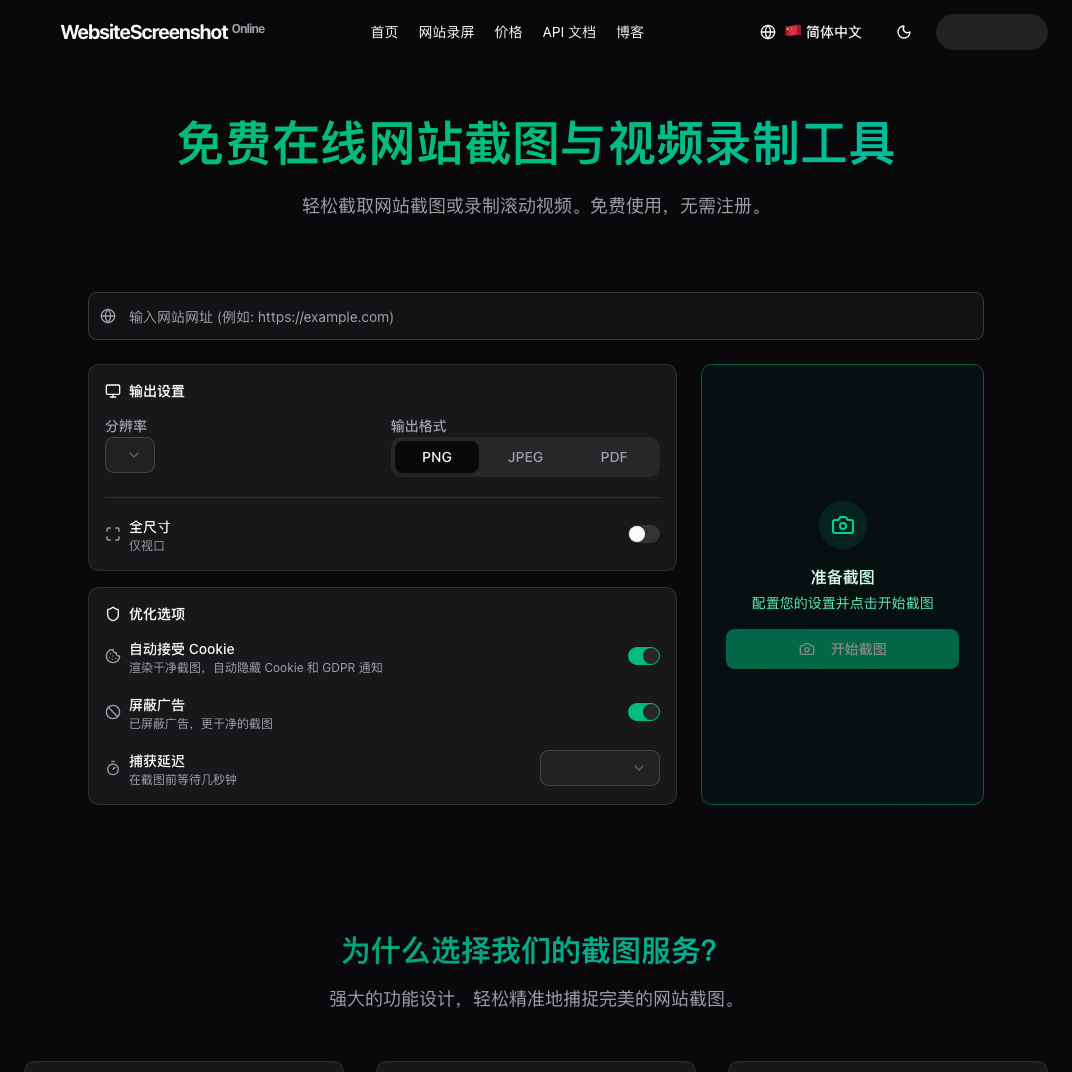 WebsiteScreenshot Online
首页 网站录屏 价格 API 文档 博客
🇨🇳 简体中文
免费在线网站截图与视频录制工具
轻松截取网站截图或录制滚动视频。免费使用，无需注册。
输入网站网址 (例如: https://example.com)
输出设置
分辨率
输出格式
PNG JPEG PDF
全尺寸
仅视口
优化选项
自动接受 Cookie
渲染干净截图，自动隐藏 Cookie 和 GDPR 通知
屏蔽广告
已屏蔽广告，更干净的截图
捕获延迟
在截图前等待几秒钟
准备截图
配置您的设置并点击开始截图
开始截图
为什么选择我们的截图服务?
强大的功能设计，轻松精准地捕捉完美的网站截图。